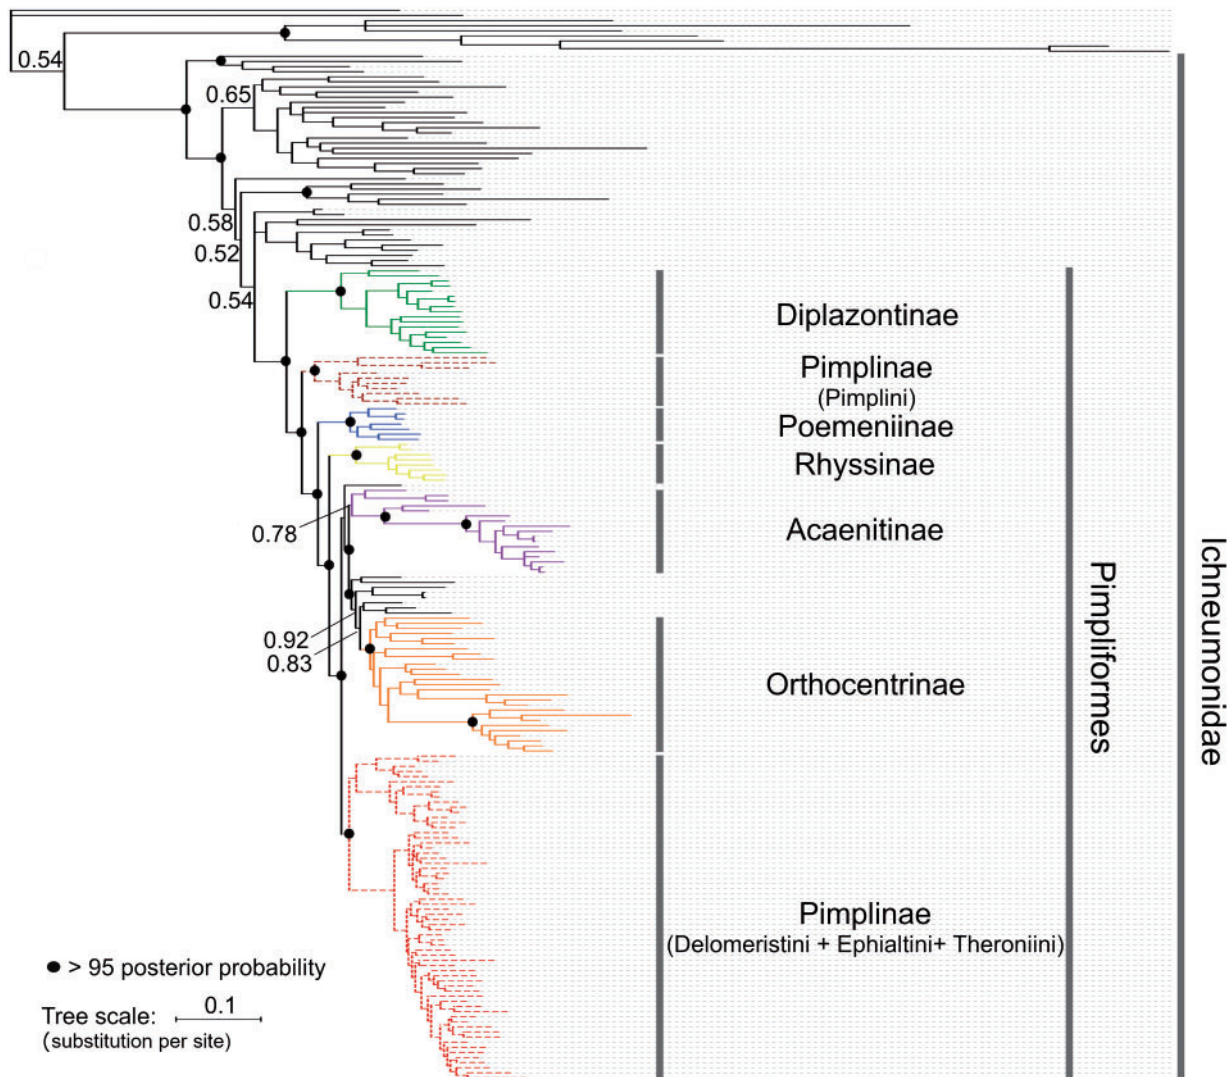 0.54
0.65
0.58
0.52
0.54
Diplazontinae
Pimplinae
(Pimplini)
Poemeniinae
Rhyssinae
0.78
Acaenitinae
0.92
0.83
Orthocentrinae
Pimpliformes
Ichneumonidae
Pimplinae
(Delomeristini + Ephialtini+ Theroniini)
> 95 posterior probability
Tree scale: 0.1
(substitution per site)